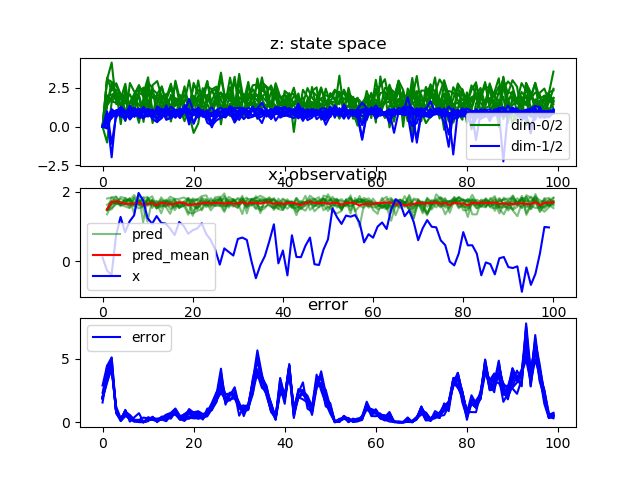 z: state space
2.5
0.0
−2.5
dim-0/2
dim-1/2
0 20 40 60 80 100
x: observation
2
0
pred
pred_mean
x
0 20 40 60 80 100
error
5
0
error
0 20 40 60 80 100